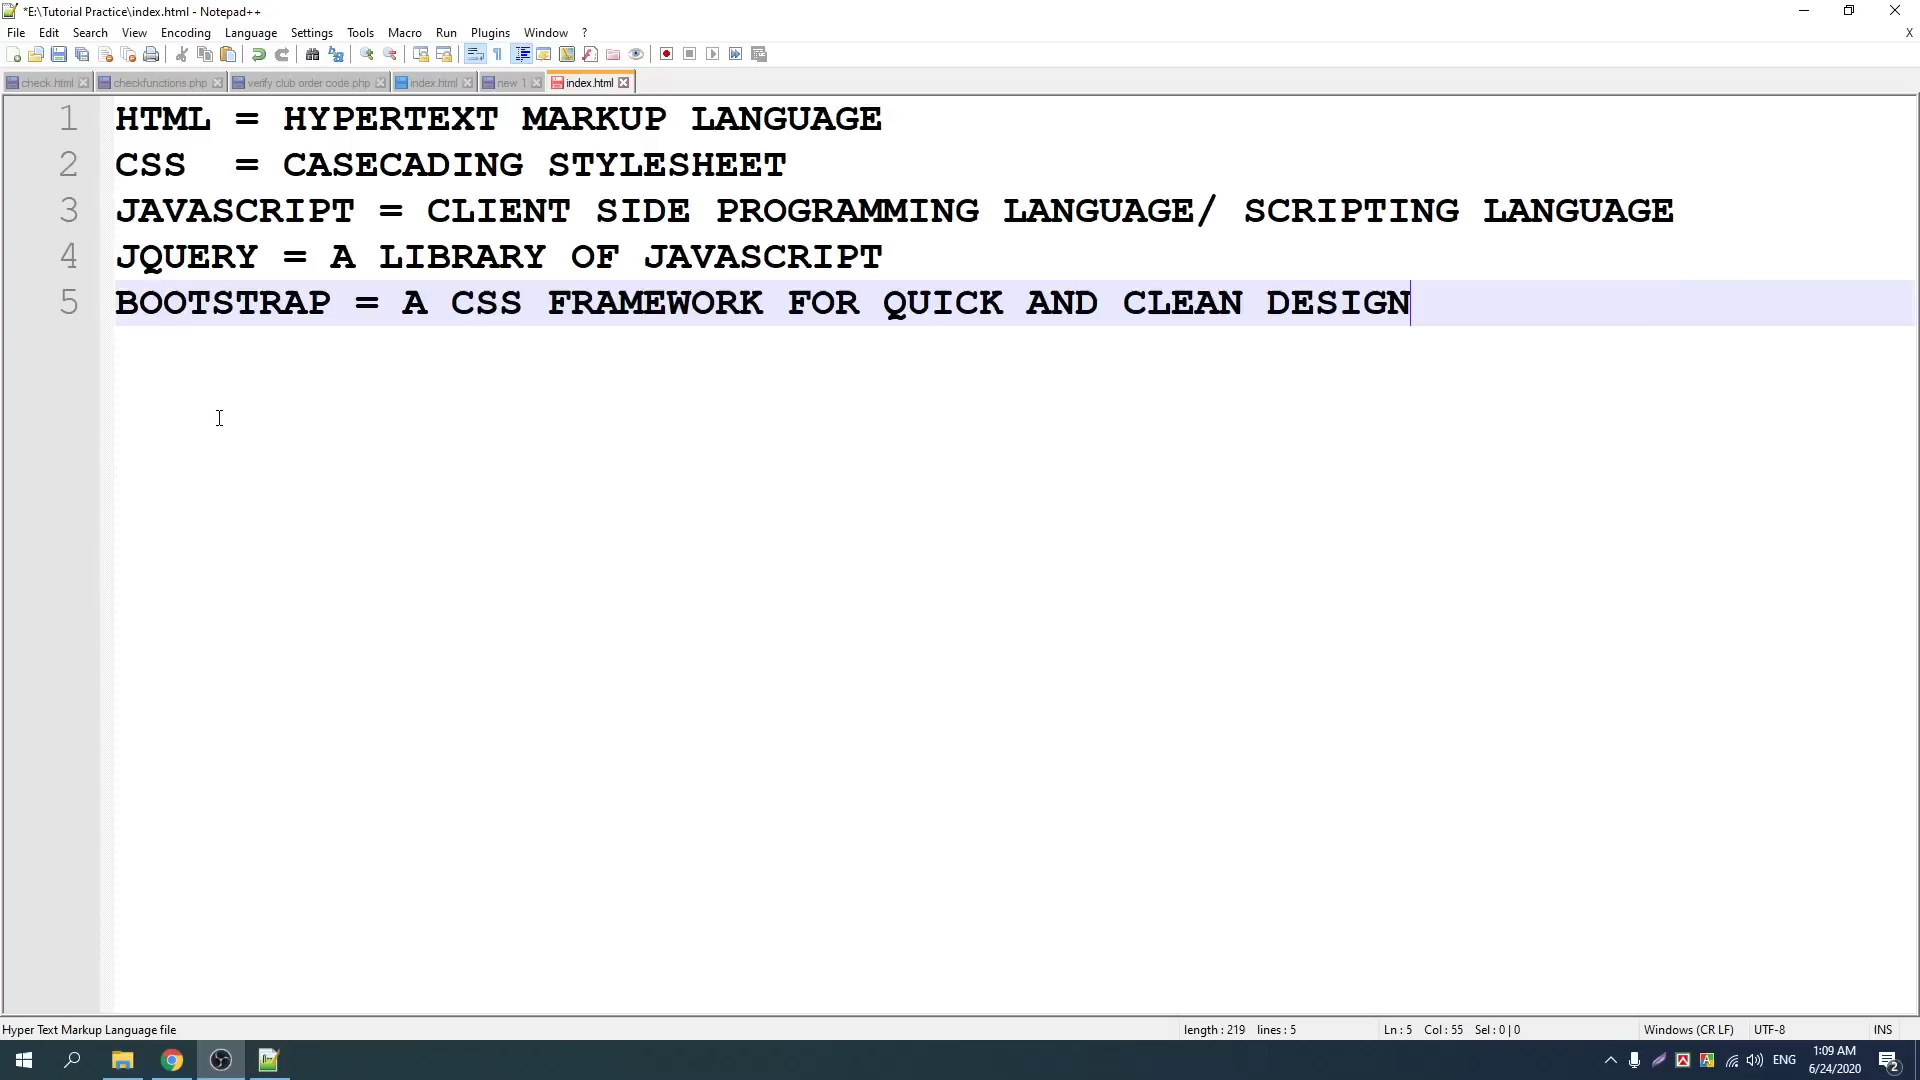 *E:\Tutorial Practice\index.html - Notepad++
File Edit Search View Encoding Language Settings Tools Macro Run Plugins Window ? X
check.html checkfunctions.php verify club order code.php index.html new 1 index.html
1 HTML = HYPERTEXT MARKUP LANGUAGE
2 CSS  = CASECADING STYLESHEET
3 JAVASCRIPT = CLIENT SIDE PROGRAMMING LANGUAGE/ SCRIPTING LANGUAGE
4 JQUERY = A LIBRARY OF JAVASCRIPT
5 BOOTSTRAP = A CSS FRAMEWORK FOR QUICK AND CLEAN DESIGN
Hyper Text Markup Language file length : 219 lines : 5 Ln : 5 Col : 55 Sel : 0 | 0 Windows (CR LF) UTF-8 INS
ENG 1:09 AM
6/24/2020 2